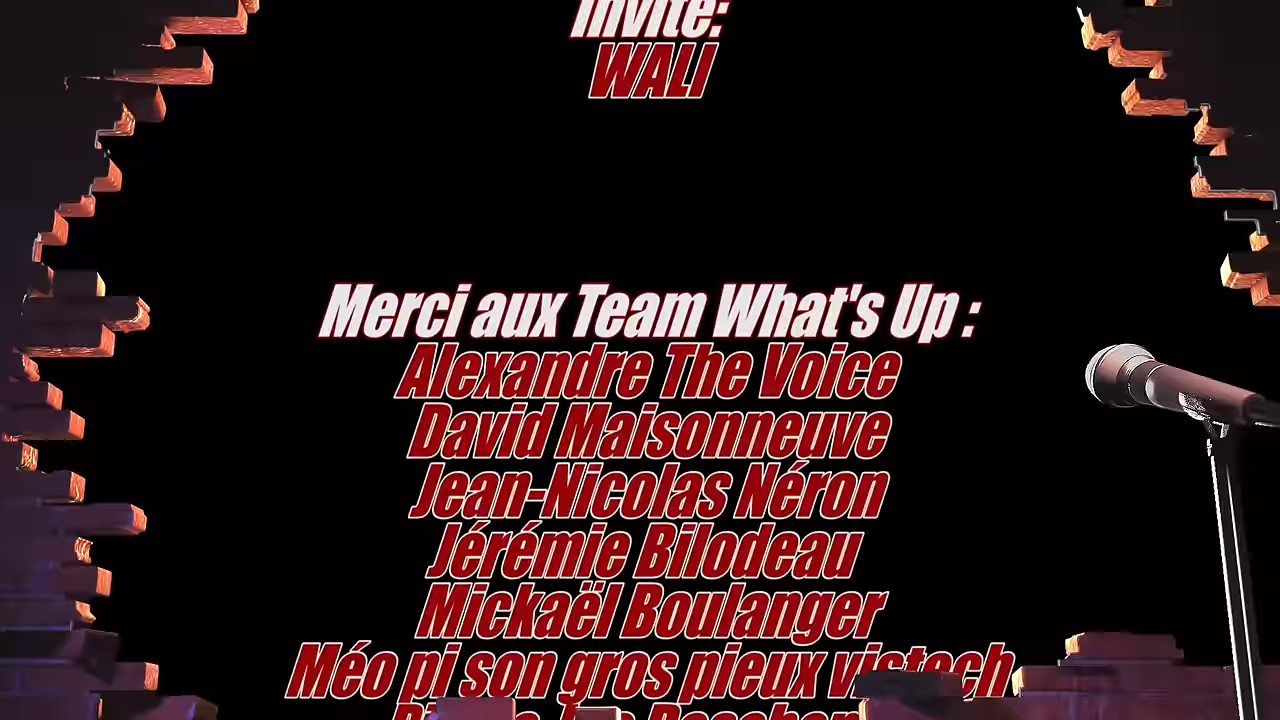 Invité:
WALI
Merci aux Team What's Up :
Alexandre The Voice
David Maisonneuve
Jean-Nicolas Néron
Jérémie Bilodeau
Mickaël Boulanger
Méo pi son gros pieux vistech